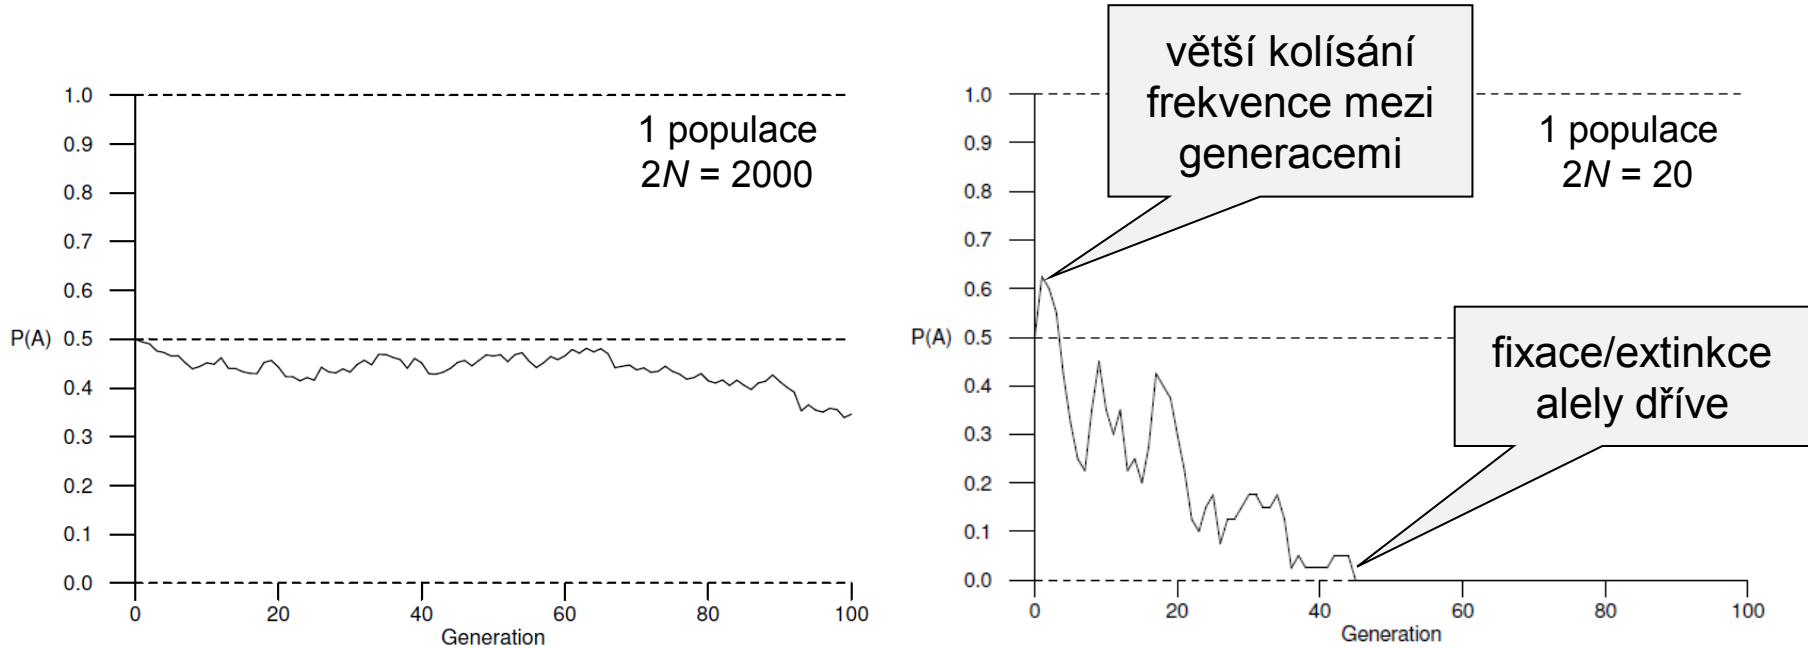 1.0
0.9
0.8
0.7
0.6
P(A) 0.5
0.4
0.3
0.2
0.1
0.0
0 20 40 60 80 100
Generation
1 populace
2N = 2000
1.0
0.9
0.8
0.7
0.6
P(A) 0.5
0.4
0.3
0.2
0.1
0.0
0 20 40 60 80 100
Generation
větší kolísání
frekvence mezi
generacemi
1 populace
2N = 20
fixace/extinkce
alely dříve